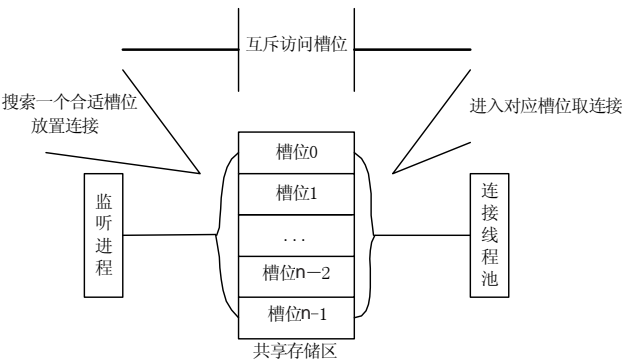 互斥访问槽位
搜索一个合适槽位
放置连接
进入对应槽位取连接
槽位0
槽位1
...
槽位n－2
槽位n-1
监听进程
连接线程池
共享存储区